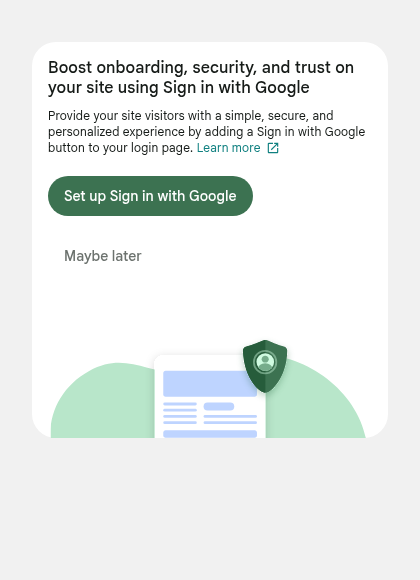 Boost onboarding, security, and trust on
your site using Sign in with Google
Provide your site visitors with a simple, secure, and
personalized experience by adding a Sign in with Google
button to your login page. Learn more
Set up Sign in with Google
Maybe later